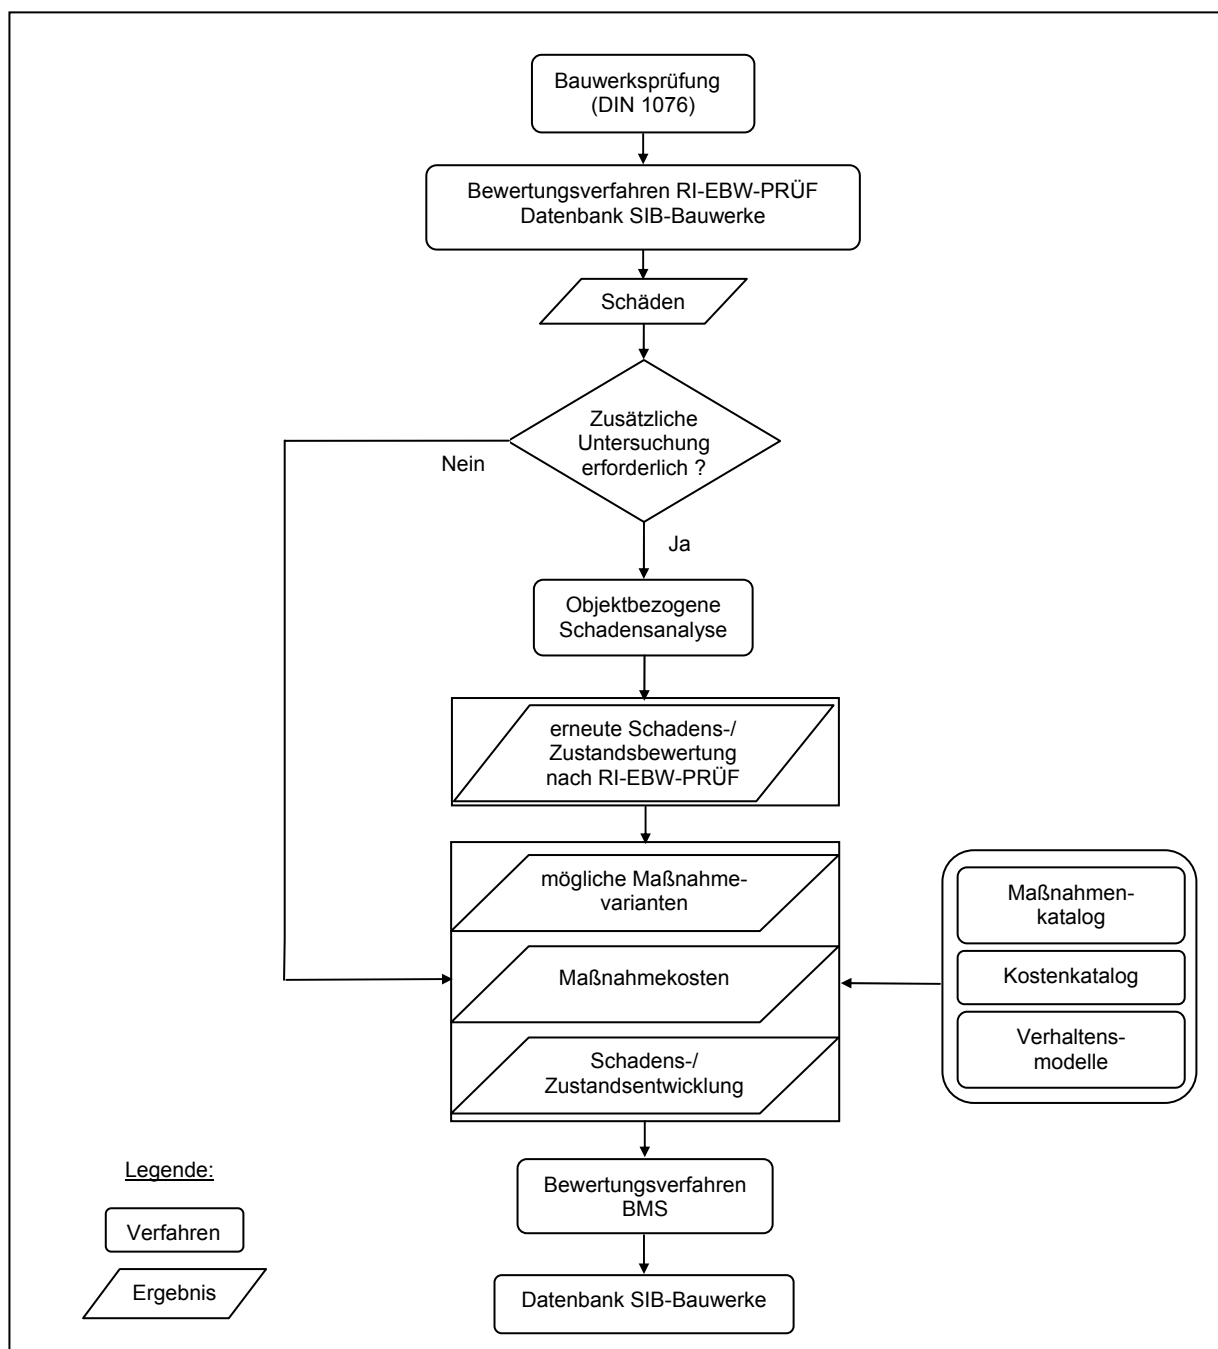 Bauwerksprüfung
(DIN 1076)
Bewertungsverfahren RI-EBW-PRÜF
Datenbank SIB-Bauwerke
Schäden
Zusätzliche
Untersuchung
erforderlich ?
Nein
Ja
Objektbezogene
Schadensanalyse
erneute Schadens-/
Zustandsbewertung
nach RI-EBW-PRÜF
mögliche Maßnahme-
varianten
Maßnahmekosten
Schadens-/
Zustandsentwicklung
Maßnahmen-
katalog
Kostenkatalog
Verhaltens-
modelle
Bewertungsverfahren
BMS
Datenbank SIB-Bauwerke
Legende:
Verfahren
Ergebnis